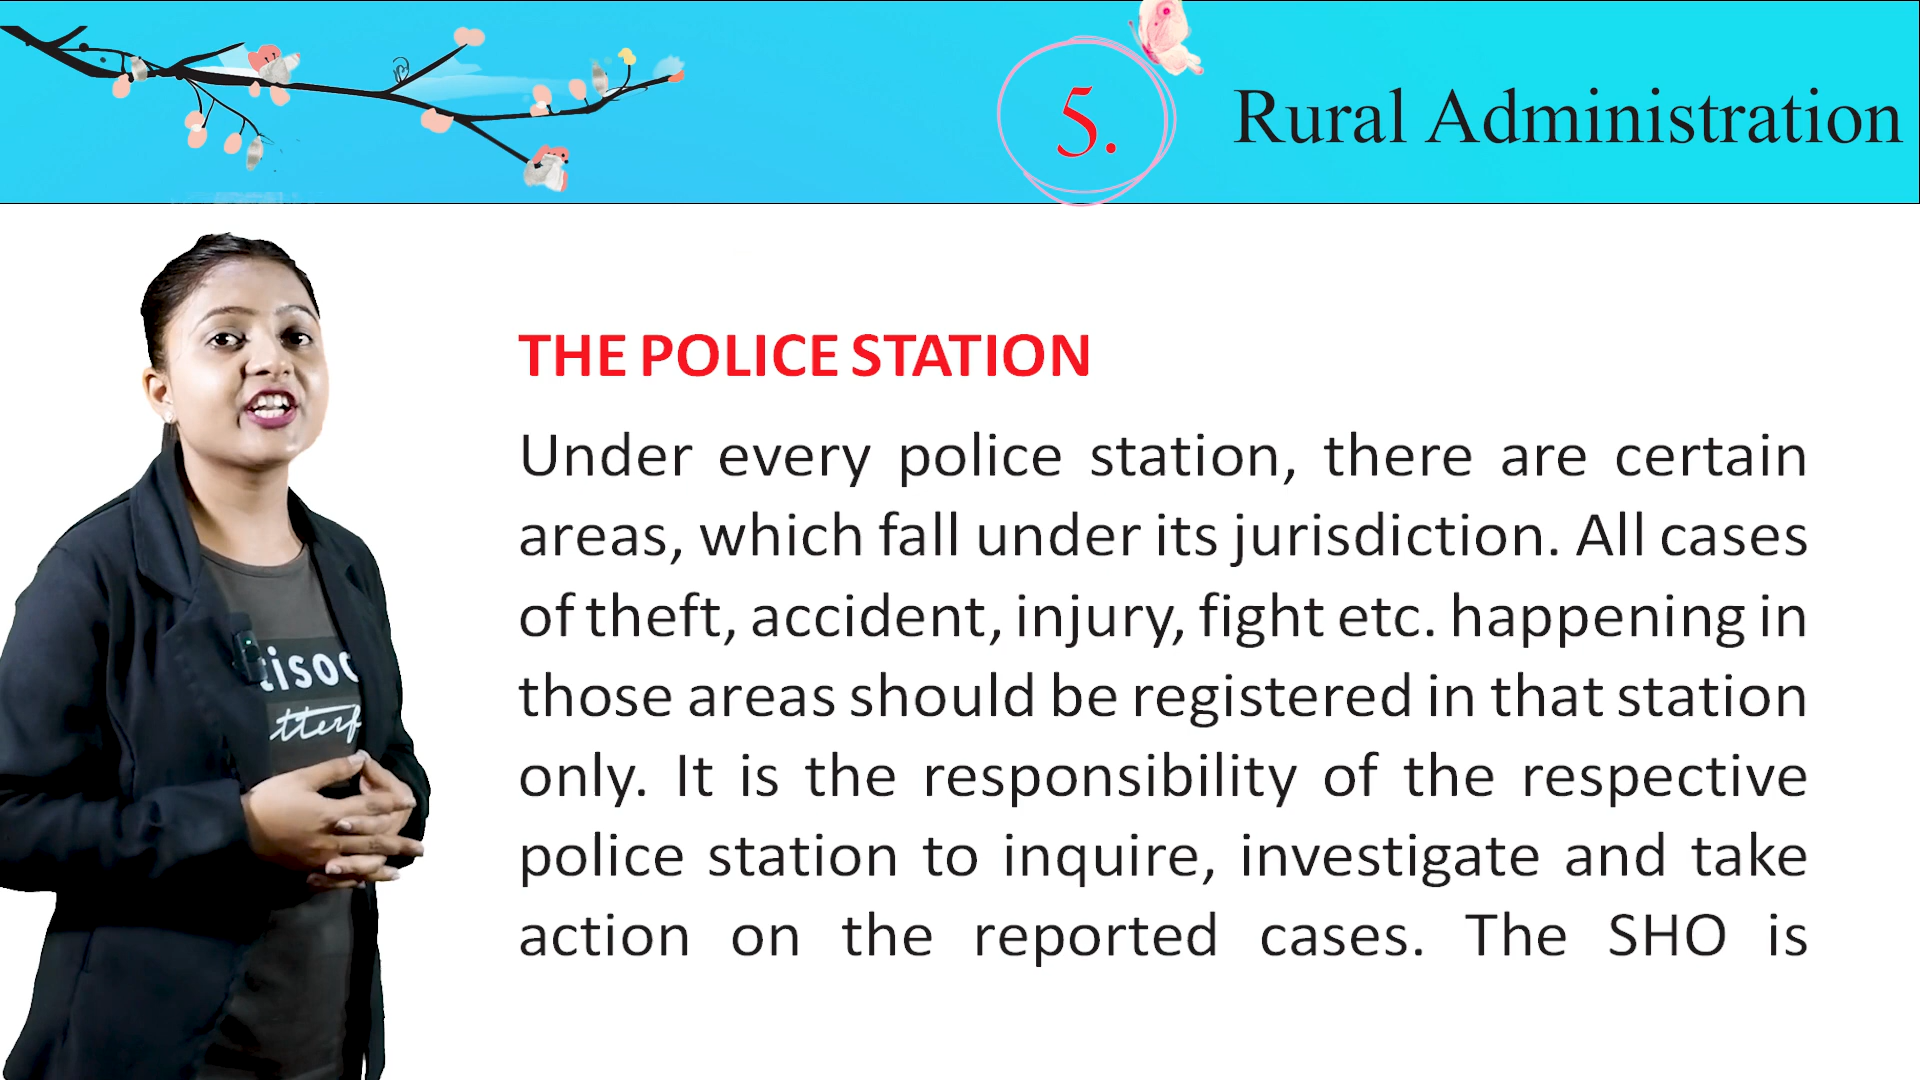 5.
Rural Administration
THE POLICE STATION
Under every police station, there are certain
areas, which fall under its jurisdiction. All cases
of theft, accident, injury, fight etc. happening in
those areas should be registered in that station
only. It is the responsibility of the respective
police station to inquire, investigate and take
action on the reported cases. The SHO is